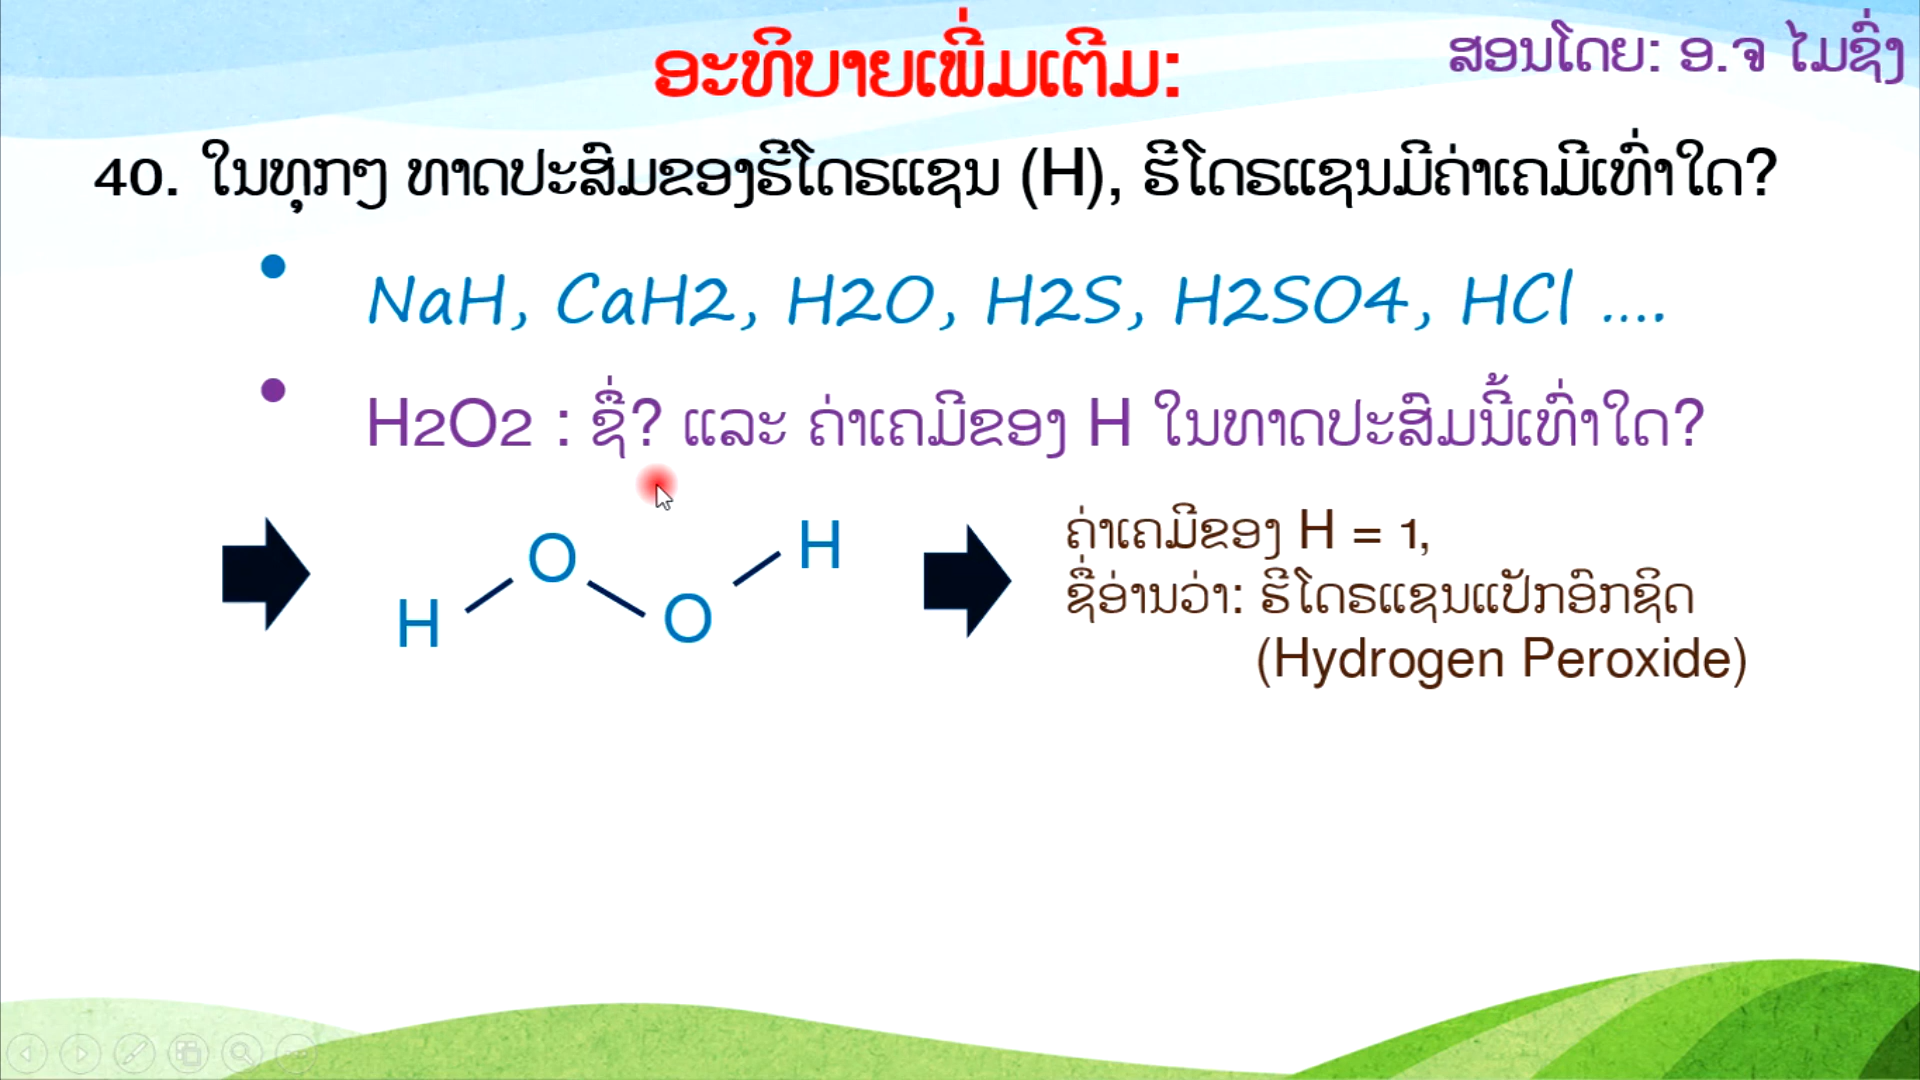 ອະທິບາຍເພີ່ມເຕີມ:
ສອນໂດຍ: ອ.ຈ ໄມຊົ່ງ
40. ໃນທຸກໆ ທາດປະສົມຂອງຮີໂດຣແຊນ (H), ຮີໂດຣແຊນມີຄ່າເຄມີເທົ່າໃດ?
• NaH, CaH2, H2O, H2S, H2SO4, HCl ....
• H2O2 : ຊື່? ແລະ ຄ່າເຄມີຂອງ H ໃນທາດປະສົມນີ້ເທົ່າໃດ?
H O O H
ຄ່າເຄມີຂອງ H = 1,
ຊື່ອ່ານວ່າ: ຮີໂດຣແຊນແປັກອົກຊິດ
(Hydrogen Peroxide)